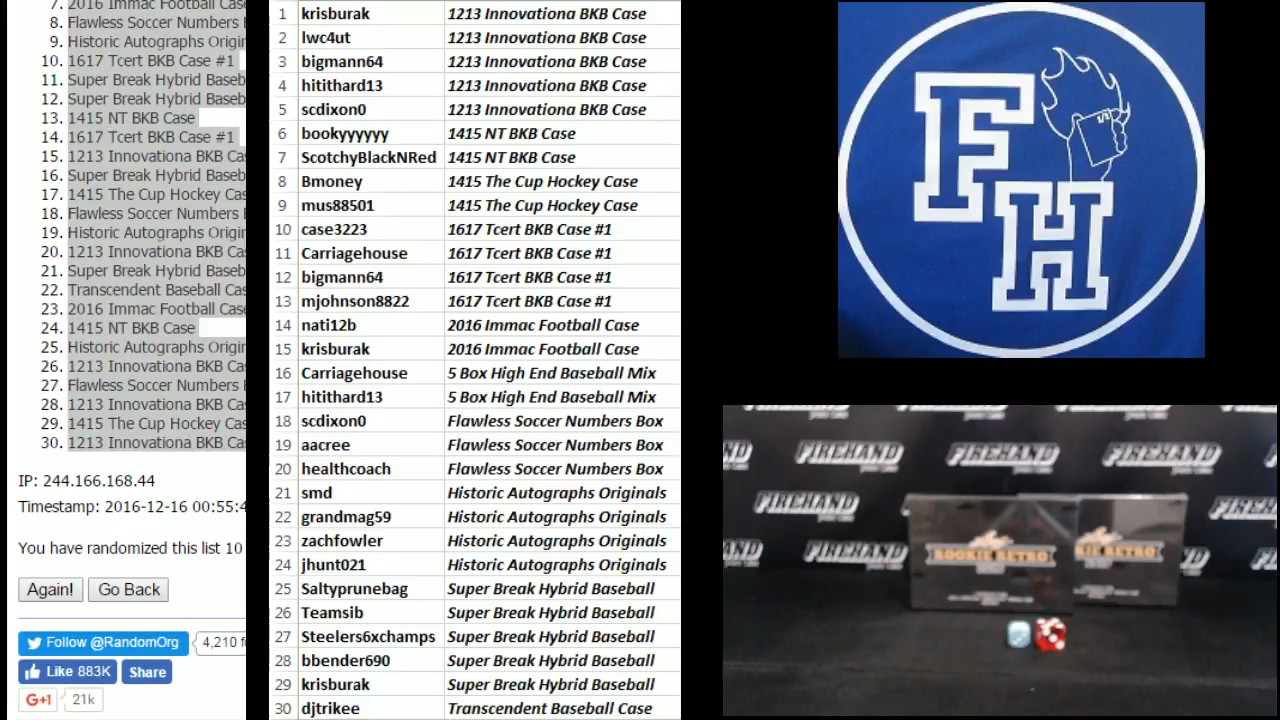 7. 2016 Immac Football Case
8. Flawless Soccer Numbers B
9. Historic Autographs Origin
10. 1617 Tcert BKB Case #1
11. Super Break Hybrid Baseb
12. Super Break Hybrid Baseb
13. 1415 NT BKB Case
14. 1617 Tcert BKB Case #1
15. 1213 Innovationa BKB Cas
16. Super Break Hybrid Baseb
17. 1415 The Cup Hockey Cas
18. Flawless Soccer Numbers B
19. Historic Autographs Origin
20. 1213 Innovationa BKB Cas
21. Super Break Hybrid Baseb
22. Transcendent Baseball Cas
23. 2016 Immac Football Case
24. 1415 NT BKB Case
25. Historic Autographs Origin
26. 1213 Innovationa BKB Cas
27. Flawless Soccer Numbers B
28. 1213 Innovationa BKB Cas
29. 1415 The Cup Hockey Cas
30. 1213 Innovationa BKB Cas
IP: 244.166.168.44
Timestamp: 2016-12-16 00:55:4
You have randomized this list 10
Again! Go Back
Follow @RandomOrg 4,210 fo
Like 883K Share
G+1 21k
1 krisburak 1213 Innovationa BKB Case
2 lwc4ut 1213 Innovationa BKB Case
3 bigmann64 1213 Innovationa BKB Case
4 hitithard13 1213 Innovationa BKB Case
5 scdixon0 1213 Innovationa BKB Case
6 bookyyyyyy 1415 NT BKB Case
7 ScotchyBlackNRed 1415 NT BKB Case
8 Bmoney 1415 The Cup Hockey Case
9 mus88501 1415 The Cup Hockey Case
10 case3223 1617 Tcert BKB Case #1
11 Carriagehouse 1617 Tcert BKB Case #1
12 bigmann64 1617 Tcert BKB Case #1
13 mjohnson8822 1617 Tcert BKB Case #1
14 nati12b 2016 Immac Football Case
15 krisburak 2016 Immac Football Case
16 Carriagehouse 5 Box High End Baseball Mix
17 hitithard13 5 Box High End Baseball Mix
18 scdixon0 Flawless Soccer Numbers Box
19 aacree Flawless Soccer Numbers Box
20 healthcoach Flawless Soccer Numbers Box
21 smd Historic Autographs Originals
22 grandmag59 Historic Autographs Originals
23 zachfowler Historic Autographs Originals
24 jhunt021 Historic Autographs Originals
25 Saltyprunebag Super Break Hybrid Baseball
26 Teamsib Super Break Hybrid Baseball
27 Steelers6xchamps Super Break Hybrid Baseball
28 bbender690 Super Break Hybrid Baseball
29 krisburak Super Break Hybrid Baseball
30 djtrikee Transcendent Baseball Case
F 1/1
H
FIREHAND FIREHAND FIREHAND
FIREHAND
FIREHAND
ROOKIE RETRO
KIE RETRO